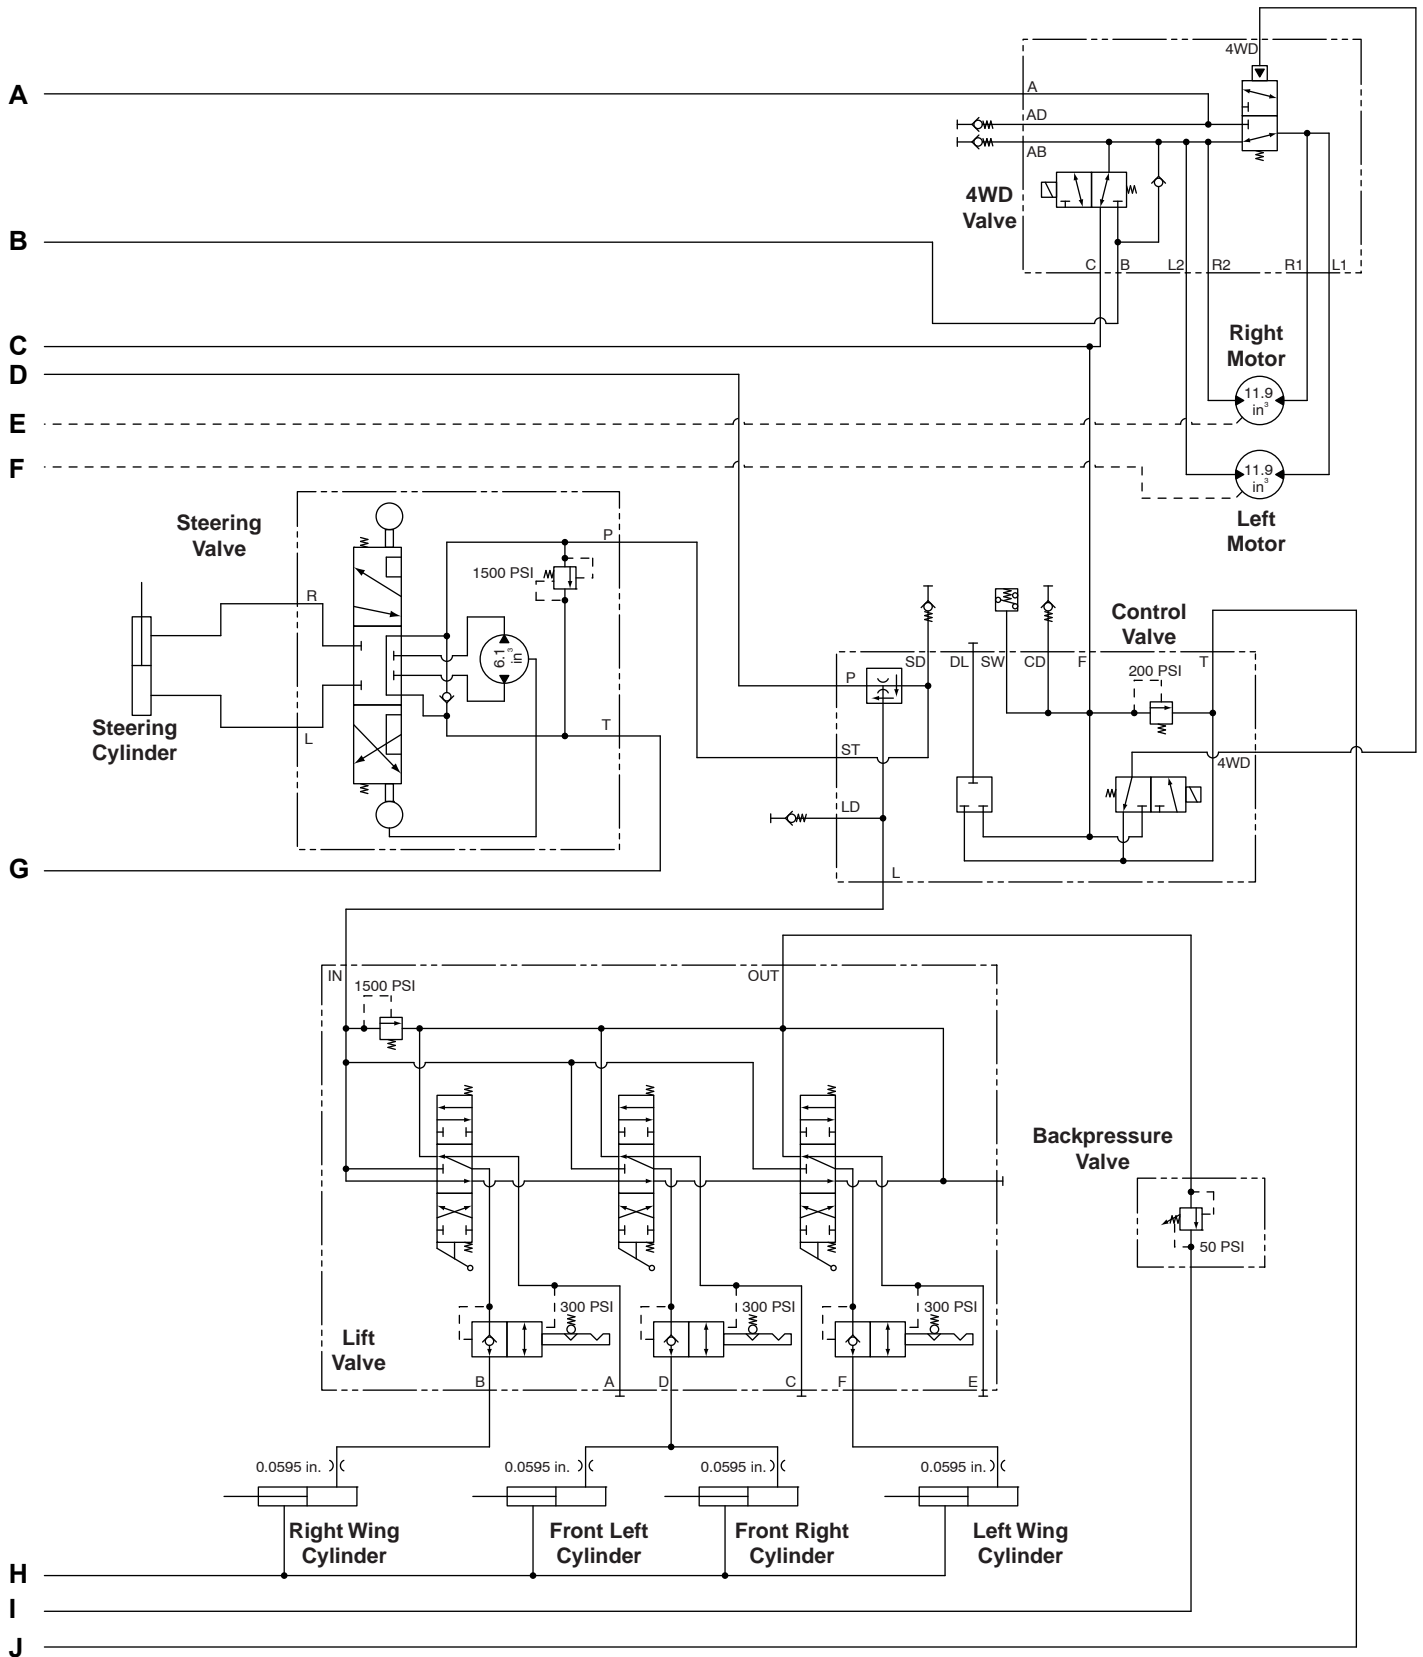 4WD
A
A
AD
AB
4WD
Valve
B
C
B
L2
R2
R1
L1
C
D
Right
Motor
11.9
in³
E
F
11.9
in³
Left
Motor
Steering
Valve
P
1500 PSI
R
6.1
in³
L
T
Steering
Cylinder
Control
Valve
SD
DL
SW
CD
F
T
P
200 PSI
ST
4WD
LD
L
G
IN
OUT
1500 PSI
Backpressure
Valve
50 PSI
300 PSI
300 PSI
300 PSI
Lift
Valve
B
A
D
C
F
E
0.0595 in.
0.0595 in.
0.0595 in.
0.0595 in.
Right Wing
Cylinder
Front Left
Cylinder
Front Right
Cylinder
Left Wing
Cylinder
H
I
J